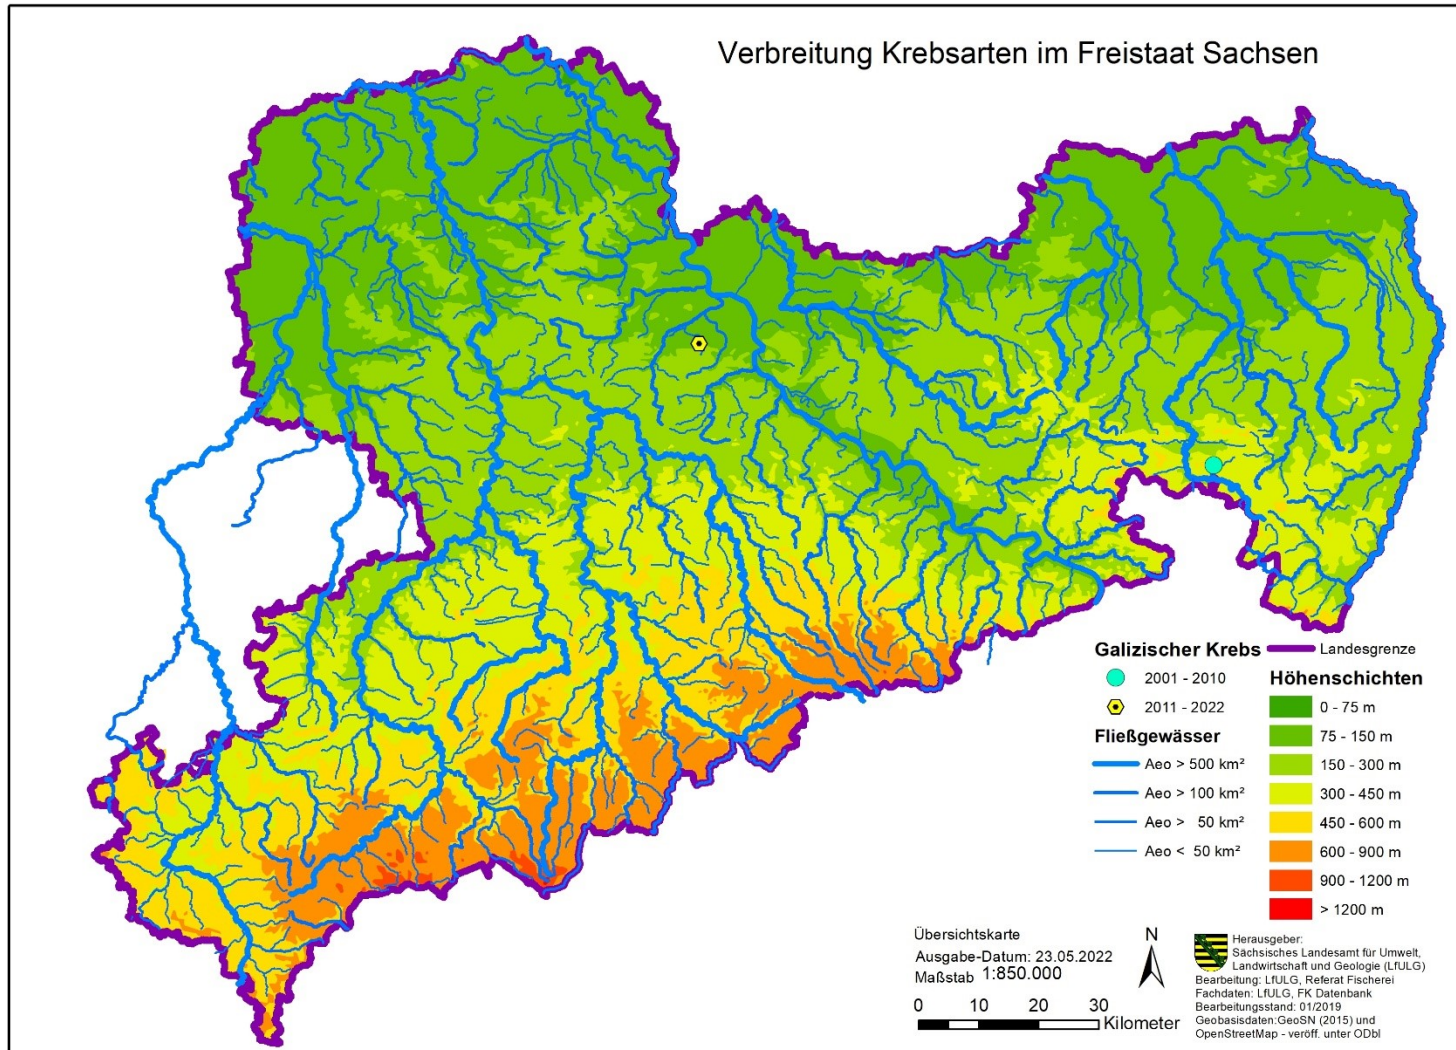 Verbreitung Krebsarten im Freistaat Sachsen
Galizischer Krebs
2001 - 2010
2011 - 2022
Fließgewässer
Aeo > 500 km²
Aeo > 100 km²
Aeo > 50 km²
Aeo < 50 km²
Landesgrenze
Höhenschichten
0 - 75 m
75 - 150 m
150 - 300 m
300 - 450 m
450 - 600 m
600 - 900 m
900 - 1200 m
> 1200 m
Übersichtskarte
Ausgabe-Datum: 23.05.2022
Maßstab 1:850.000
0 10 20 30
Kilometer
N
Herausgeber:
Sächsisches Landesamt für Umwelt,
Landwirtschaft und Geologie (LfULG)
Bearbeitung: LfULG, Referat Fischerei
Fachdaten: LfULG, FK Datenbank
Bearbeitungsstand: 01/2019
Geobasisdaten:GeoSN (2015) und
OpenStreetMap - veröff. unter ODbl